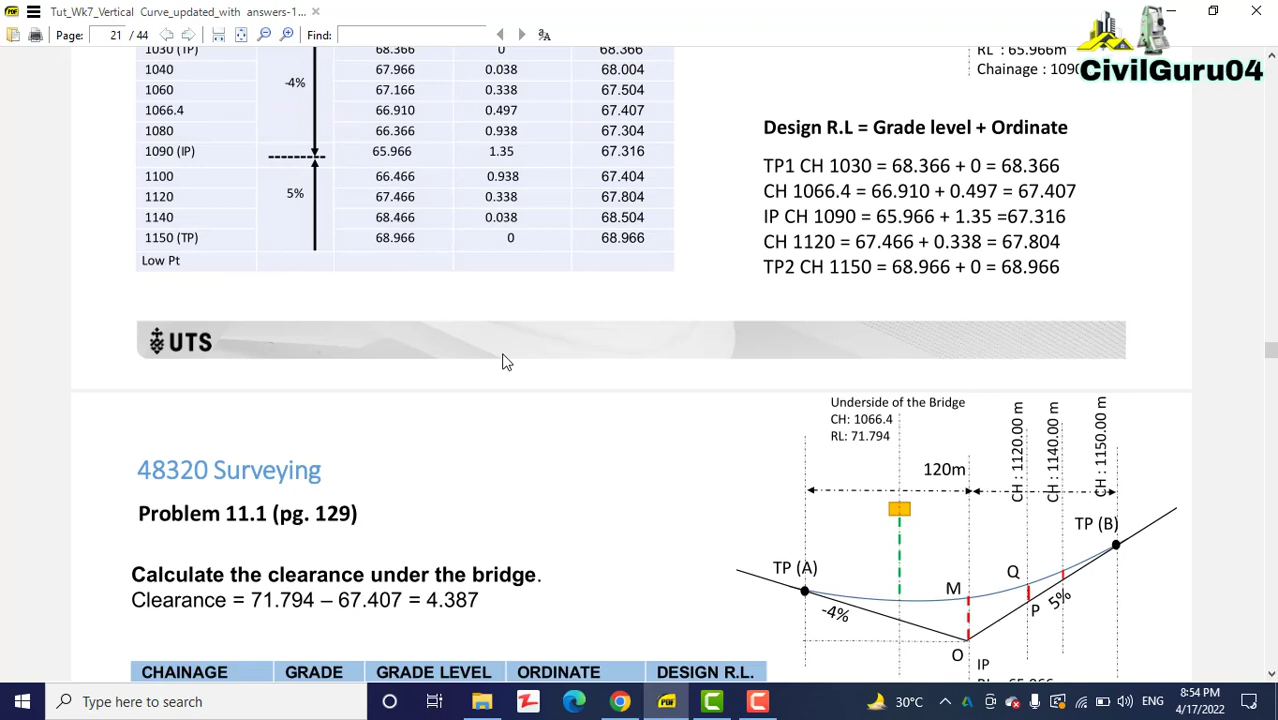 Tut_Wk7_Vertical Curve_updated_with answers-1...
Page: 21 / 44 Find:
CivilGuru04
1030 (TP) 68.366 0 68.366
1040 67.966 0.038 68.004
-4%
1060 67.166 0.338 67.504
1066.4 66.910 0.497 67.407
1080 66.366 0.938 67.304
1090 (IP) 65.966 1.35 67.316
1100 66.466 0.938 67.404
5%
1120 67.466 0.338 67.804
1140 68.466 0.038 68.504
1150 (TP) 68.966 0 68.966
Low Pt
RL : 65.966m
Chainage : 1090
Design R.L = Grade level + Ordinate
TP1 CH 1030 = 68.366 + 0 = 68.366
CH 1066.4 = 66.910 + 0.497 = 67.407
IP CH 1090 = 65.966 + 1.35 =67.316
CH 1120 = 67.466 + 0.338 = 67.804
TP2 CH 1150 = 68.966 + 0 = 68.966
UTS
48320 Surveying
Problem 11.1 (pg. 129)
Calculate the clearance under the bridge.
Clearance = 71.794 – 67.407 = 4.387
CHAINAGE GRADE GRADE LEVEL ORDINATE DESIGN R.L.
Underside of the Bridge
CH: 1066.4
RL: 71.794
120m
CH : 1120.00 m
CH : 1140.00 m
CH : 1150.00 m
TP (A)
TP (B)
M
Q
P
-4%
5%
O
IP
Type here to search
30°C
ENG
8:54 PM
4/17/2022